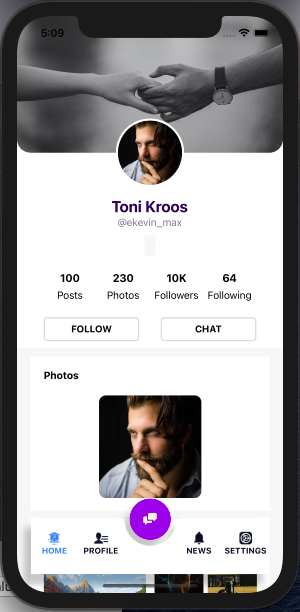 5:09
Toni Kroos
@ekevin_max
100 230 10K 64
Posts Photos Followers Following
FOLLOW CHAT
Photos
HOME PROFILE NEWS SETTINGS